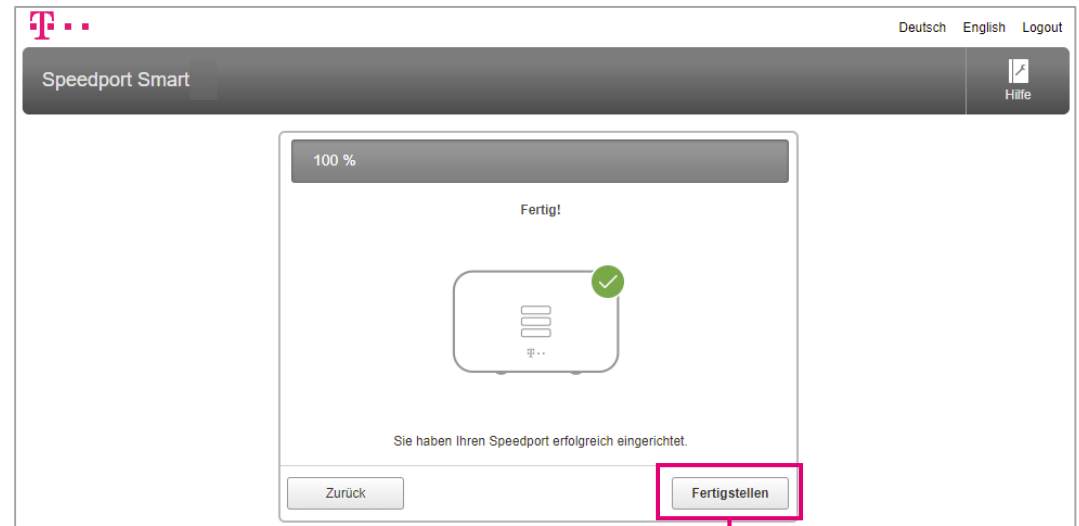 T
Deutsch English Logout
Speedport Smart
Hilfe
100 %
Fertig!
T
Sie haben Ihren Speedport erfolgreich eingerichtet.
Zurück Fertigstellen